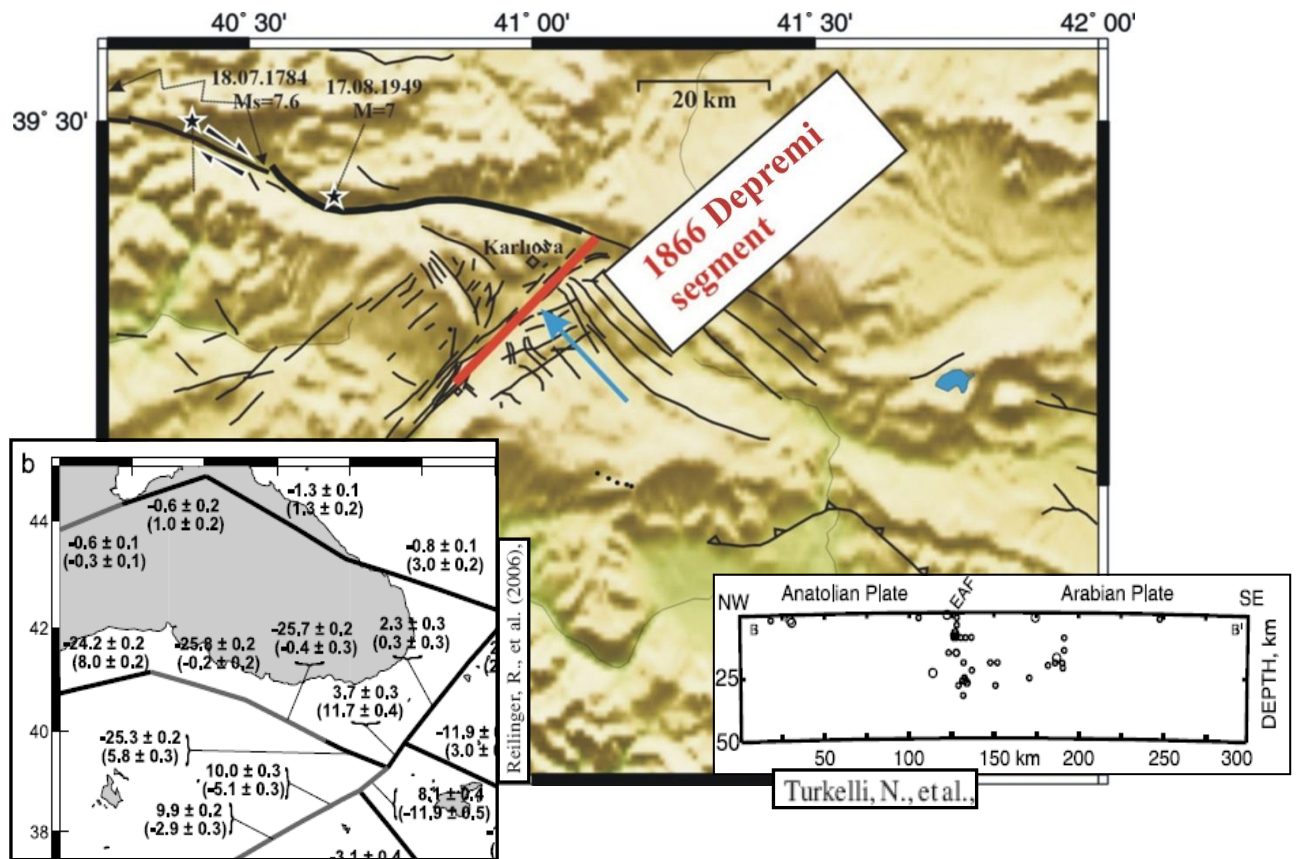 40° 30'
41° 00'
41° 30'
42° 00'
39° 30'
18.07.1784
Ms=7.6
17.08.1949
M=7
20 km
Karlıova
1866 Depremi
segment
b
44
42
40
38
-0.6 ± 0.2
(1.0 ± 0.2)
-1.3 ± 0.1
(1.3 ± 0.2)
-0.6 ± 0.1
(-0.3 ± 0.1)
-0.8 ± 0.1
(3.0 ± 0.2)
-24.2 ± 0.2
(8.0 ± 0.2)
-25.8 ± 0.2
(-0.2 ± 0.2)
-25.7 ± 0.2
(-0.4 ± 0.3)
2.3 ± 0.3
(0.3 ± 0.3)
3.7 ± 0.3
(11.7 ± 0.4)
-11.9
(3.0 ±
-25.3 ± 0.2
(5.8 ± 0.3)
10.0 ± 0.3
(-5.1 ± 0.3)
8.1 ± 0.4
(-11.9 ± 0.5)
9.9 ± 0.2
(-2.9 ± 0.3)
-3.1 ± 0.4
Reilinger, R., et al. (2006),
NW
Anatolian Plate
EAF
Arabian Plate
SE
B
B'
25
50
DEPTH, km
50
100
150 km
200
250
300
Turkelli, N., et al.,